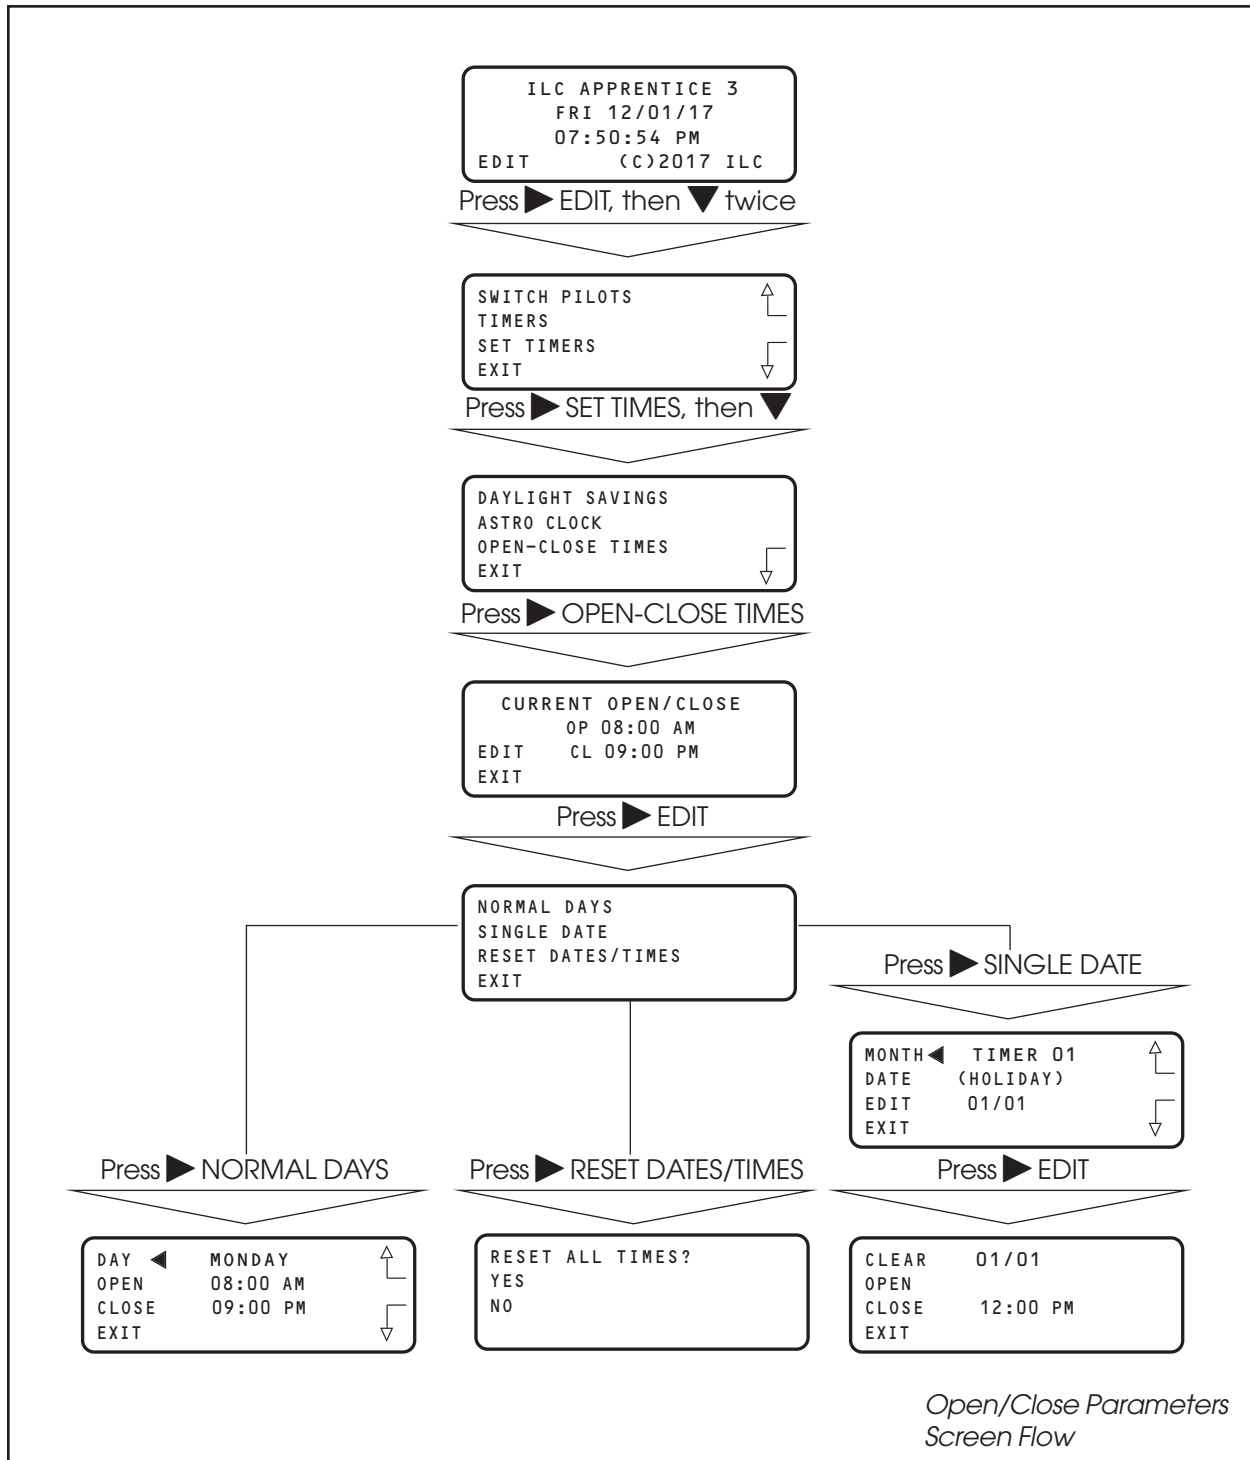 ILC APPRENTICE 3
FRI 12/01/17
07:50:54 PM
EDIT (C)2017 ILC
Press ▶ EDIT, then ▼ twice
SWITCH PILOTS
TIMERS
SET TIMERS
EXIT
Press ▶ SET TIMES, then ▼
DAYLIGHT SAVINGS
ASTRO CLOCK
OPEN-CLOSE TIMES
EXIT
Press ▶ OPEN-CLOSE TIMES
CURRENT OPEN/CLOSE
OP 08:00 AM
EDIT CL 09:00 PM
EXIT
Press ▶ EDIT
NORMAL DAYS
SINGLE DATE
RESET DATES/TIMES
EXIT
Press ▶ SINGLE DATE
MONTH ◀ TIMER 01
DATE (HOLIDAY)
EDIT 01/01
EXIT
Press ▶ NORMAL DAYS
Press ▶ RESET DATES/TIMES
Press ▶ EDIT
DAY ◀ MONDAY
OPEN 08:00 AM
CLOSE 09:00 PM
EXIT
RESET ALL TIMES?
YES
NO
CLEAR 01/01
OPEN
CLOSE 12:00 PM
EXIT
Open/Close Parameters
Screen Flow